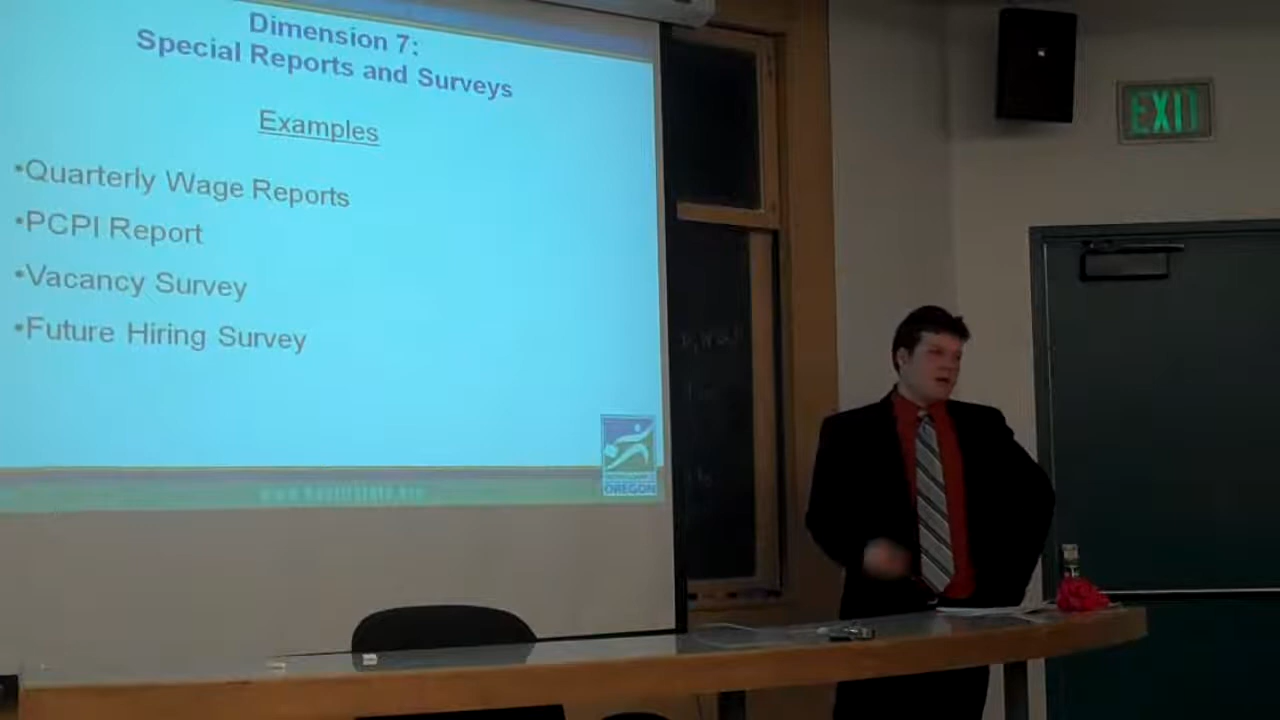 Dimension 7:
Special Reports and Surveys
Examples
•Quarterly Wage Reports
•PCPI Report
•Vacancy Survey
•Future Hiring Survey
OREGON
EXIT